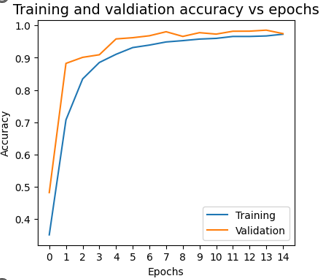 Training and valdiation accuracy vs epochs
1.0
0.9
0.8
0.7
0.6
0.5
0.4
Accuracy
Training
Validation
0 1 2 3 4 5 6 7 8 9 10 11 12 13 14
Epochs